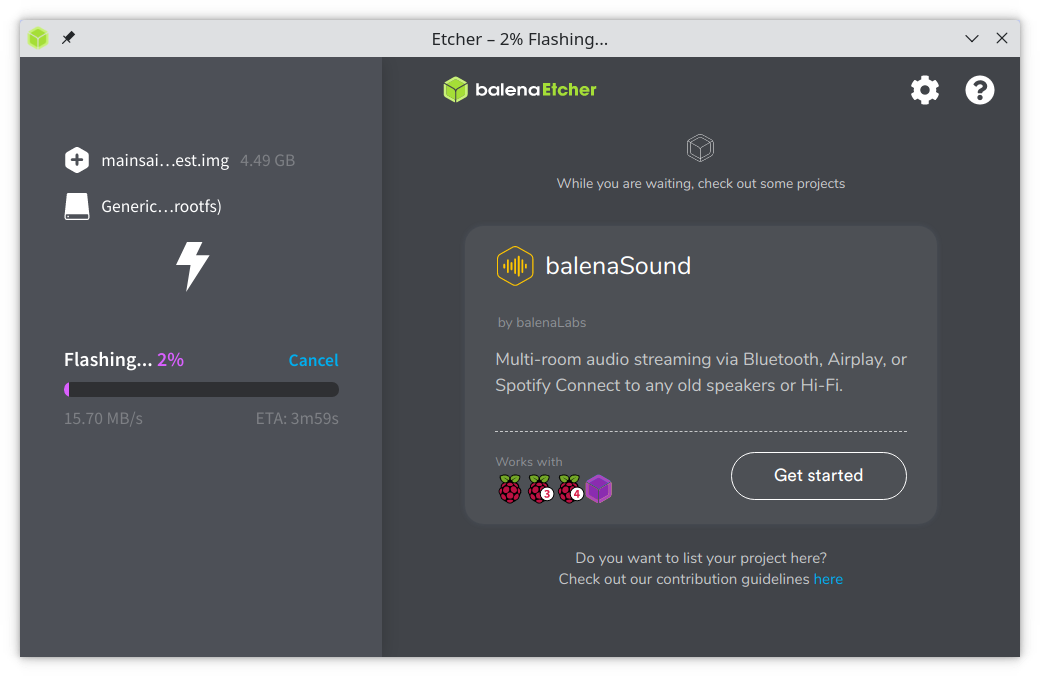 Etcher – 2% Flashing...
balenaEtcher
mainsai...est.img 4.49 GB
Generic...rootfs)
Flashing... 2% Cancel
15.70 MB/s ETA: 3m59s
While you are waiting, check out some projects
balenaSound
by balenaLabs
Multi-room audio streaming via Bluetooth, Airplay, or
Spotify Connect to any old speakers or Hi-Fi.
Works with
3 4
Get started
Do you want to list your project here?
Check out our contribution guidelines here